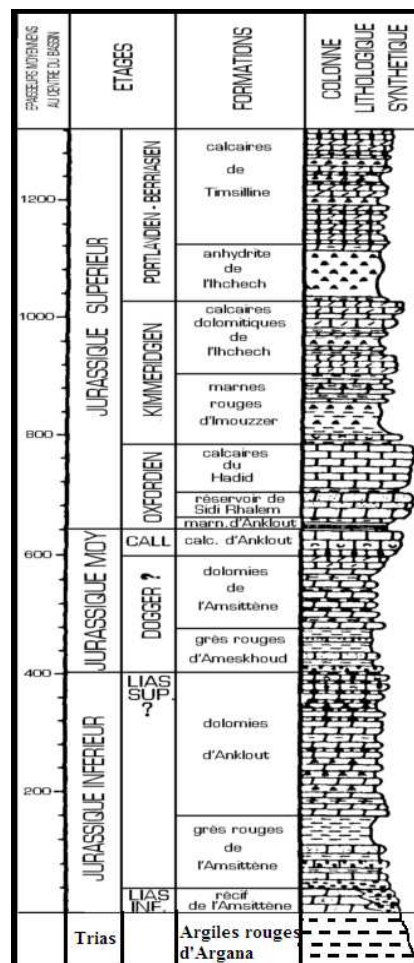 EPAISSEURS MOYENNENS
AU CENTRE DU BASSIN
ETAGES
FORMATIONS
COLONNE
LITHOLOGIQUE
SYNTHETIQUE
1200
1000
800
600
400
200
JURASSIQUE SUPERIEUR
JURASSIQUE MOY
JURASSIQUE INFERIEUR
PORTLANDIEN - BERRIASIEN
KIMMERIDGIEN
OXFORDIEN
CALL
DOGGER ?
LIAS
SUP.
?
LIAS
INF.
Trias
calcaires
de
Timsilline
anhydrite
de
l'Ihchech
calcaires
dolomitiques
de
l'Ihchech
marnes
rouges
d'Imouzzer
calcaires
du
Hadid
réservoir de
Sidi Rhalem
marn. d'Anklout
calc. d'Anklout
dolomies
de
l'Amsittène
grès rouges
d'Ameskhoud
dolomies
d'Anklout
grès rouges
de
l'Amsittène
récif
de l'Amsittène
Argiles rouges
d'Argana